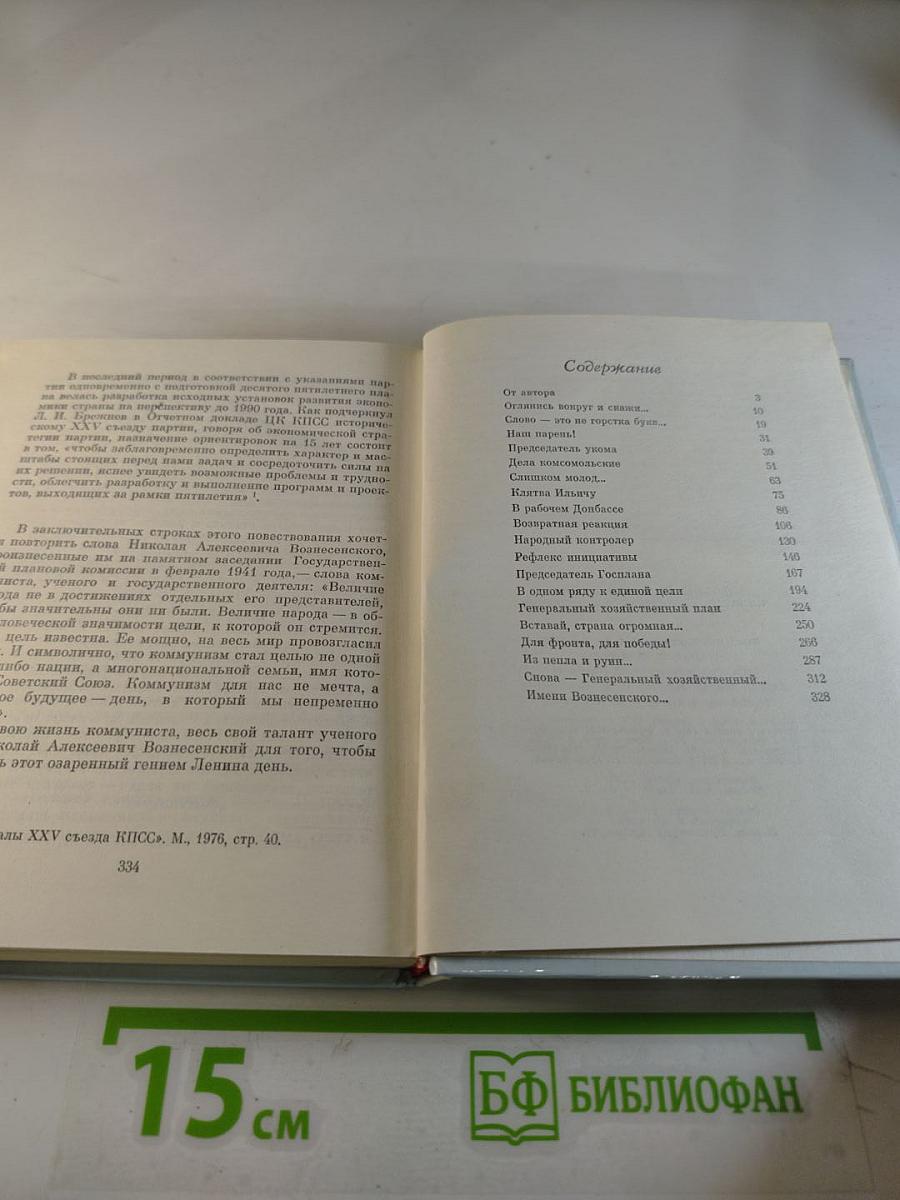 В последний период в соответствии с указаниями пар-
тии одновременно с подготовкой десятого пятилетнего пла-
на велась разработка исходных установок развития эконо-
мики страны на перспективу до 1990 года. Как подчеркнул
Л. И. Брежнев в Отчетном докладе ЦК КПСС историче-
скому XXV съезду партии, говоря об экономической стра-
тегии партии, назначение ориентировок на 15 лет состоит
в том, «чтобы заблаговременно определить характер и мас-
штабы стоящих перед нами задач и сосредоточить силы на
их решении, яснее увидеть возможные проблемы и трудно-
сти, облегчить разработку и выполнение программ и проек-
тов, выходящих за рамки пятилетия» ¹.
В заключительных строках этого повествования хочет-
я повторить слова Николая Алексеевича Вознесенского,
роизнесенные им на памятном заседании Государствен-
й плановой комиссии в феврале 1941 года,— слова ком-
ниста, ученого и государственного деятеля: «Величие
ода не в достижениях отдельных его представителей,
бы значительны они ни были. Величие народа — в об-
ловеческой значимости цели, к которой он стремится.
цель известна. Ее мощно, на весь мир провозгласил
. И символично, что коммунизм стал целью не одной
либо нации, а многонациональной семьи, имя кото-
Советский Союз. Коммунизм для нас не мечта, а
ое будущее — день, в который мы непременно
».
вою жизнь коммуниста, весь свой талант ученого
колай Алексеевич Вознесенский для того, чтобы
ь этот озаренный гением Ленина день.
алы XXV съезда КПСС». М., 1976, стр. 40.
334
Содержание
От автора 3
Оглянись вокруг и скажи... 10
Слово — это не горстка букв... 19
Наш парень! 31
Председатель укома 39
Дела комсомольские 51
Слишком молод... 63
Клятва Ильичу 75
В рабочем Донбассе 86
Возвратная реакция 106
Народный контролер 130
Рефлекс инициативы 146
Председатель Госплана 167
В одном ряду к единой цели 194
Генеральный хозяйственный план 224
Вставай, страна огромная... 250
Для фронта, для победы! 266
Из пепла и руин... 287
Снова — Генеральный хозяйственный... 312
Имени Вознесенского... 328
15 см
БФ БИБЛИОФАН